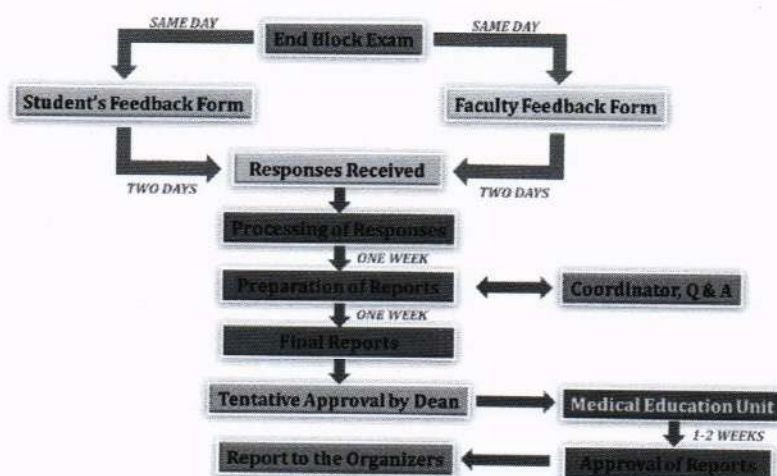 SAME DAY
End Block Exam
SAME DAY
Student's Feedback Form
Faculty Feedback Form
TWO DAYS
Responses Received
TWO DAYS
Processing of Responses
ONE WEEK
Preparation of Reports
Coordinator, Q & A
ONE WEEK
Final Reports
Tentative Approval by Dean
Medical Education Unit
1-2 WEEKS
Report to the Organizers
Approval of Reports